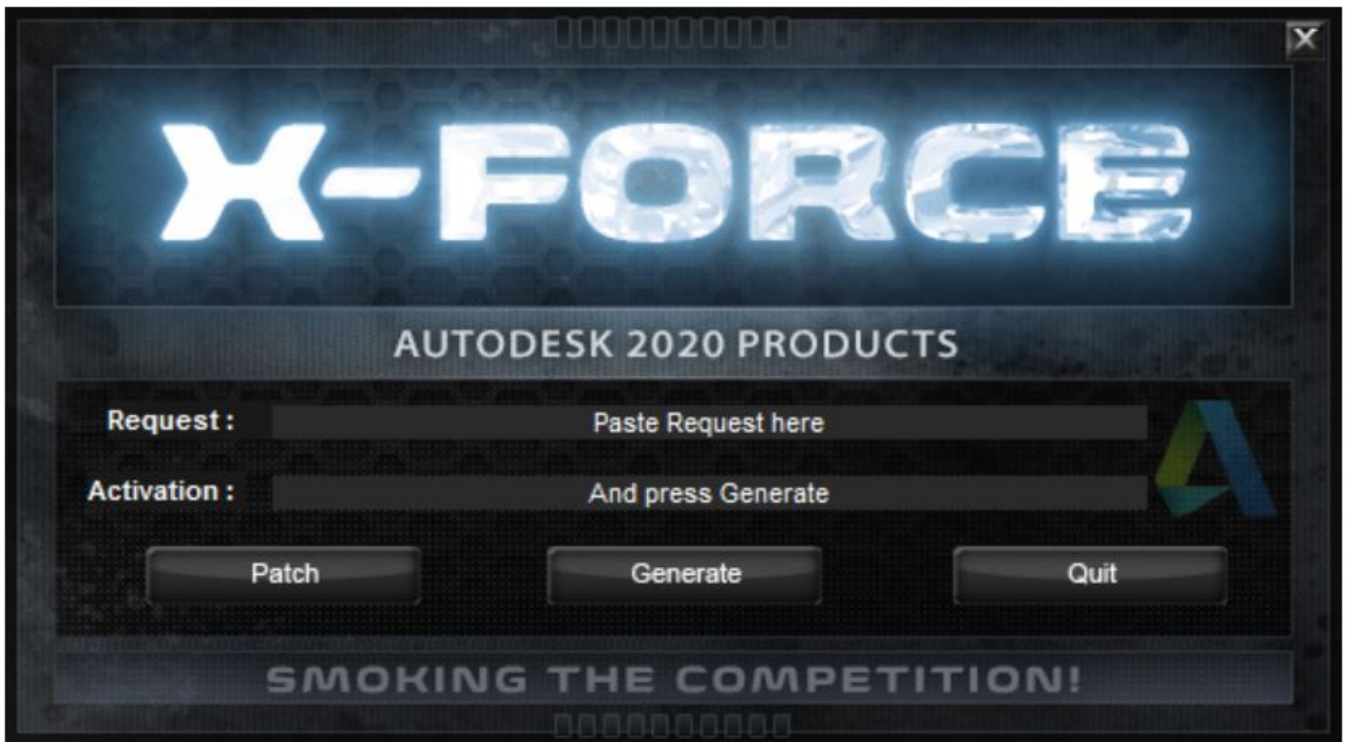 X-FORCE
AUTODESK 2020 PRODUCTS
Request : Paste Request here
Activation : And press Generate
Patch Generate Quit
SMOKING THE COMPETITION!